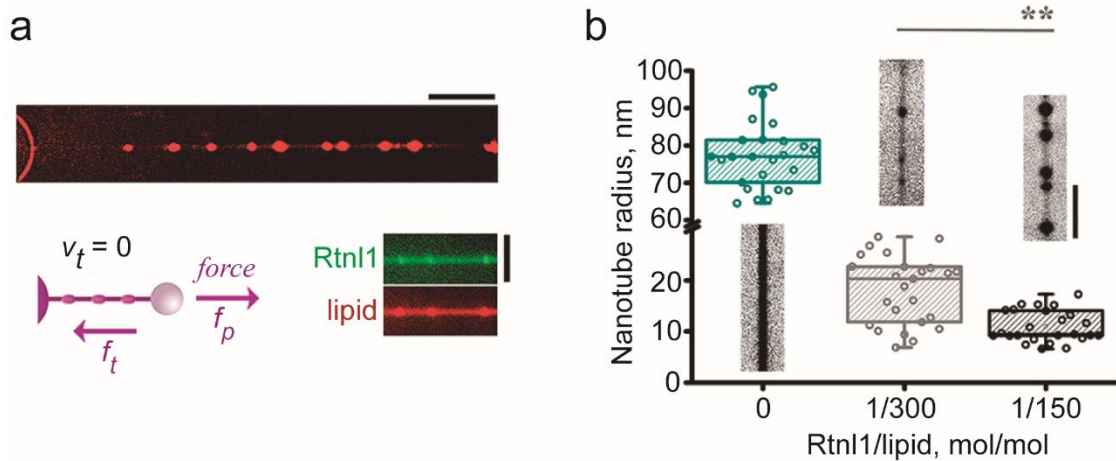 a
v_t = 0
force
f_p
f_t
Rtnl1
lipid
b
**
Nanotube radius, nm
100
90
80
70
60
20
10
0
0
1/300
1/150
Rtnl1/lipid, mol/mol